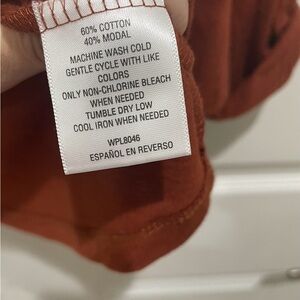 60% COTTON
40% MODAL
MACHINE WASH COLD
GENTLE CYCLE WITH LIKE
COLORS
ONLY NON-CHLORINE BLEACH
WHEN NEEDED
TUMBLE DRY LOW
COOL IRON WHEN NEEDED
WPL8046
ESPAÑOL EN REVERSO